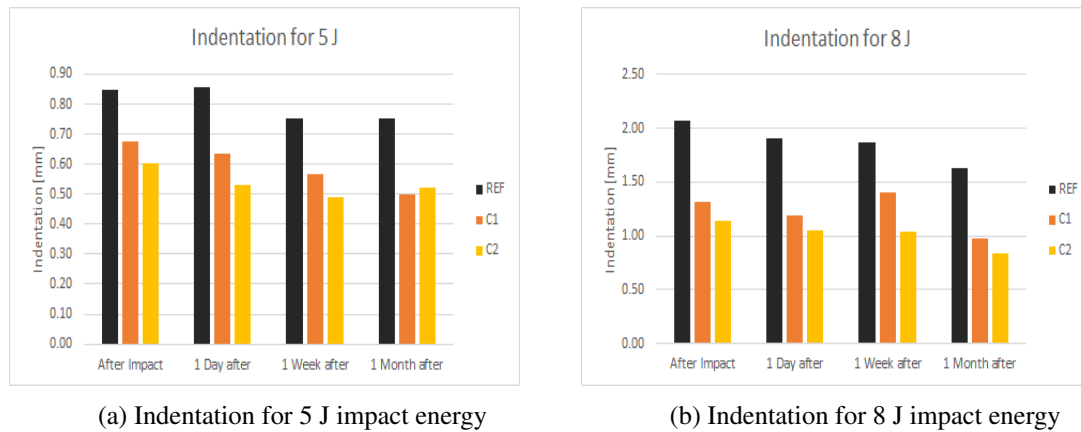 Indentation for 5 J
Indentation [mm]
0.90
0.80
0.70
0.60
0.50
0.40
0.30
0.20
0.10
0.00
After Impact
1 Day after
1 Week after
1 Month after
REF
C1
C2
(a) Indentation for 5 J impact energy
Indentation for 8 J
Indentation [mm]
2.50
2.00
1.50
1.00
0.50
0.00
After Impact
1 Day after
1 Week after
1 Month after
REF
C1
C2
(b) Indentation for 8 J impact energy